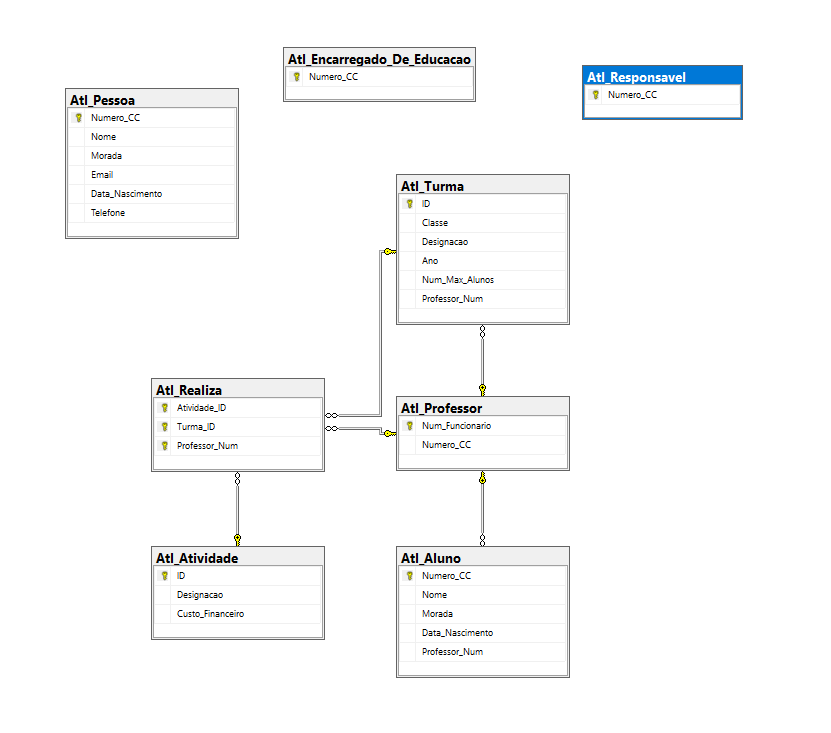 Atl_Encarregado_De_Educacao
Numero_CC
Atl_Responsavel
Numero_CC
Atl_Pessoa
Numero_CC
Nome
Morada
Email
Data_Nascimento
Telefone
Atl_Turma
ID
Classe
Designacao
Ano
Num_Max_Alunos
Professor_Num
Atl_Realiza
Atividade_ID
Turma_ID
Professor_Num
Atl_Professor
Num_Funcionario
Numero_CC
Atl_Atividade
ID
Designacao
Custo_Financeiro
Atl_Aluno
Numero_CC
Nome
Morada
Data_Nascimento
Professor_Num